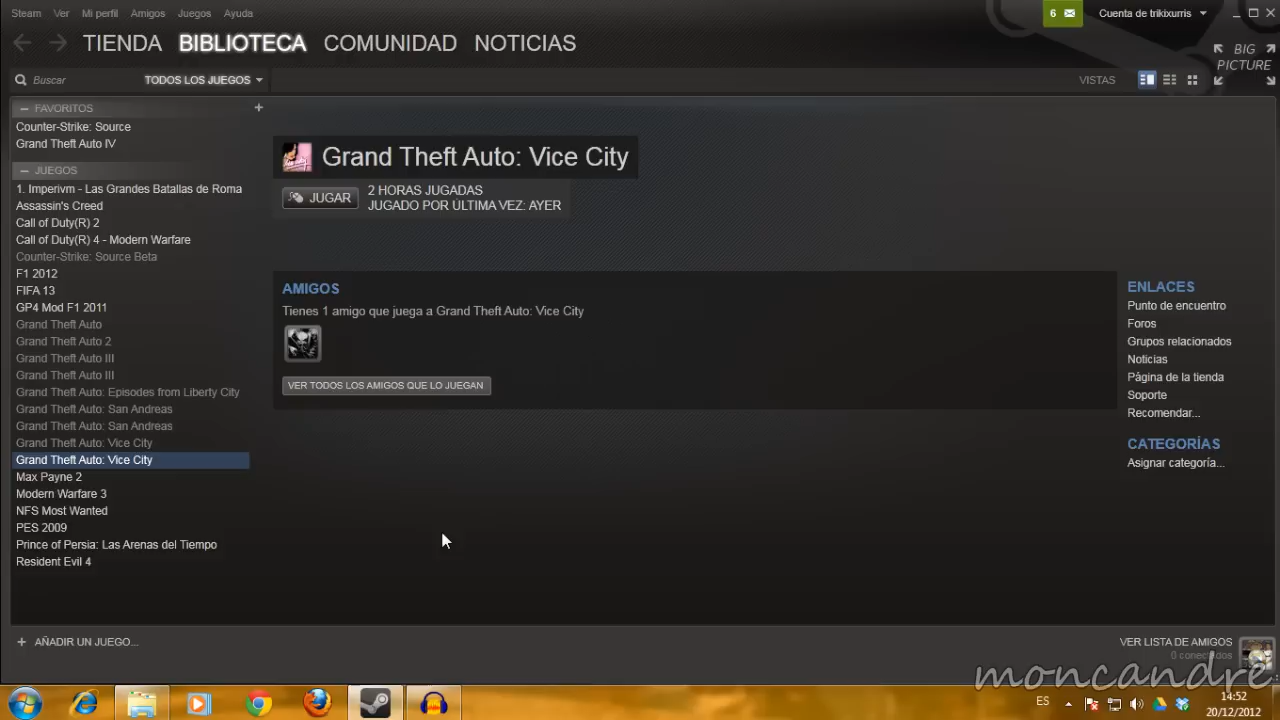 Steam Ver Mi perfil Amigos Juegos Ayuda
6
Cuenta de trikixurris
TIENDA BIBLIOTECA COMUNIDAD NOTICIAS
BIG
PICTURE
Buscar
TODOS LOS JUEGOS
VISTAS
FAVORITOS
Counter-Strike: Source
Grand Theft Auto IV
JUEGOS
1. Imperivm - Las Grandes Batallas de Roma
Assassin's Creed
Call of Duty(R) 2
Call of Duty(R) 4 - Modern Warfare
Counter-Strike: Source Beta
F1 2012
FIFA 13
GP4 Mod F1 2011
Grand Theft Auto
Grand Theft Auto 2
Grand Theft Auto III
Grand Theft Auto III
Grand Theft Auto: Episodes from Liberty City
Grand Theft Auto: San Andreas
Grand Theft Auto: San Andreas
Grand Theft Auto: Vice City
Grand Theft Auto: Vice City
Max Payne 2
Modern Warfare 3
NFS Most Wanted
PES 2009
Prince of Persia: Las Arenas del Tiempo
Resident Evil 4
AÑADIR UN JUEGO...
Grand Theft Auto: Vice City
JUGAR
2 HORAS JUGADAS
JUGADO POR ÚLTIMA VEZ: AYER
AMIGOS
Tienes 1 amigo que juega a Grand Theft Auto: Vice City
VER TODOS LOS AMIGOS QUE LO JUEGAN
ENLACES
Punto de encuentro
Foros
Grupos relacionados
Noticias
Página de la tienda
Soporte
Recomendar...
CATEGORÍAS
Asignar categoría...
VER LISTA DE AMIGOS
0 conectados
moncandre
ES
14:52
20/12/2012